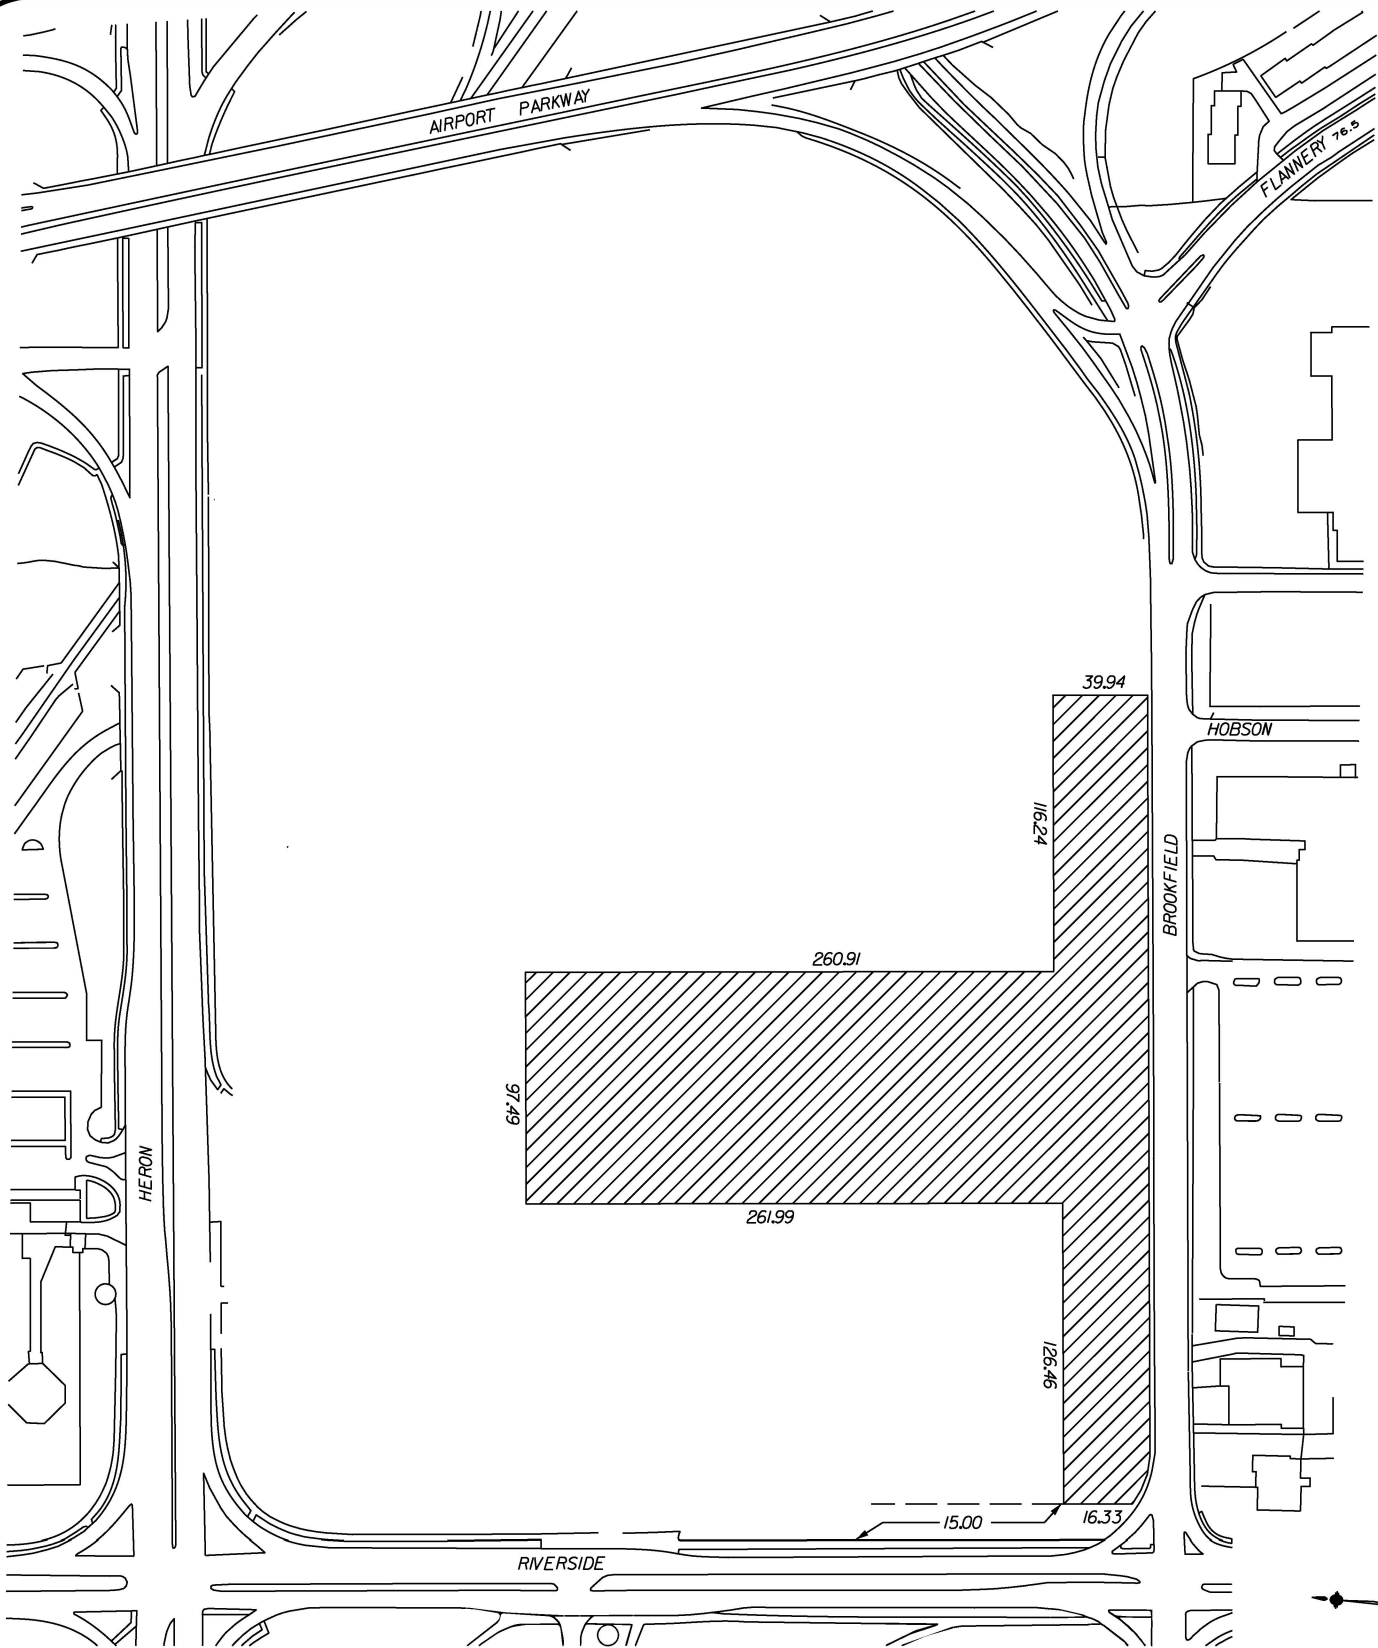 AIRPORT PARKWAY
FLANNERY 76.5
39.94
HOBSON
116.24
BROOKFIELD
260.91
97.49
HERON
261.99
126.46
15.00
16.33
RIVERSIDE